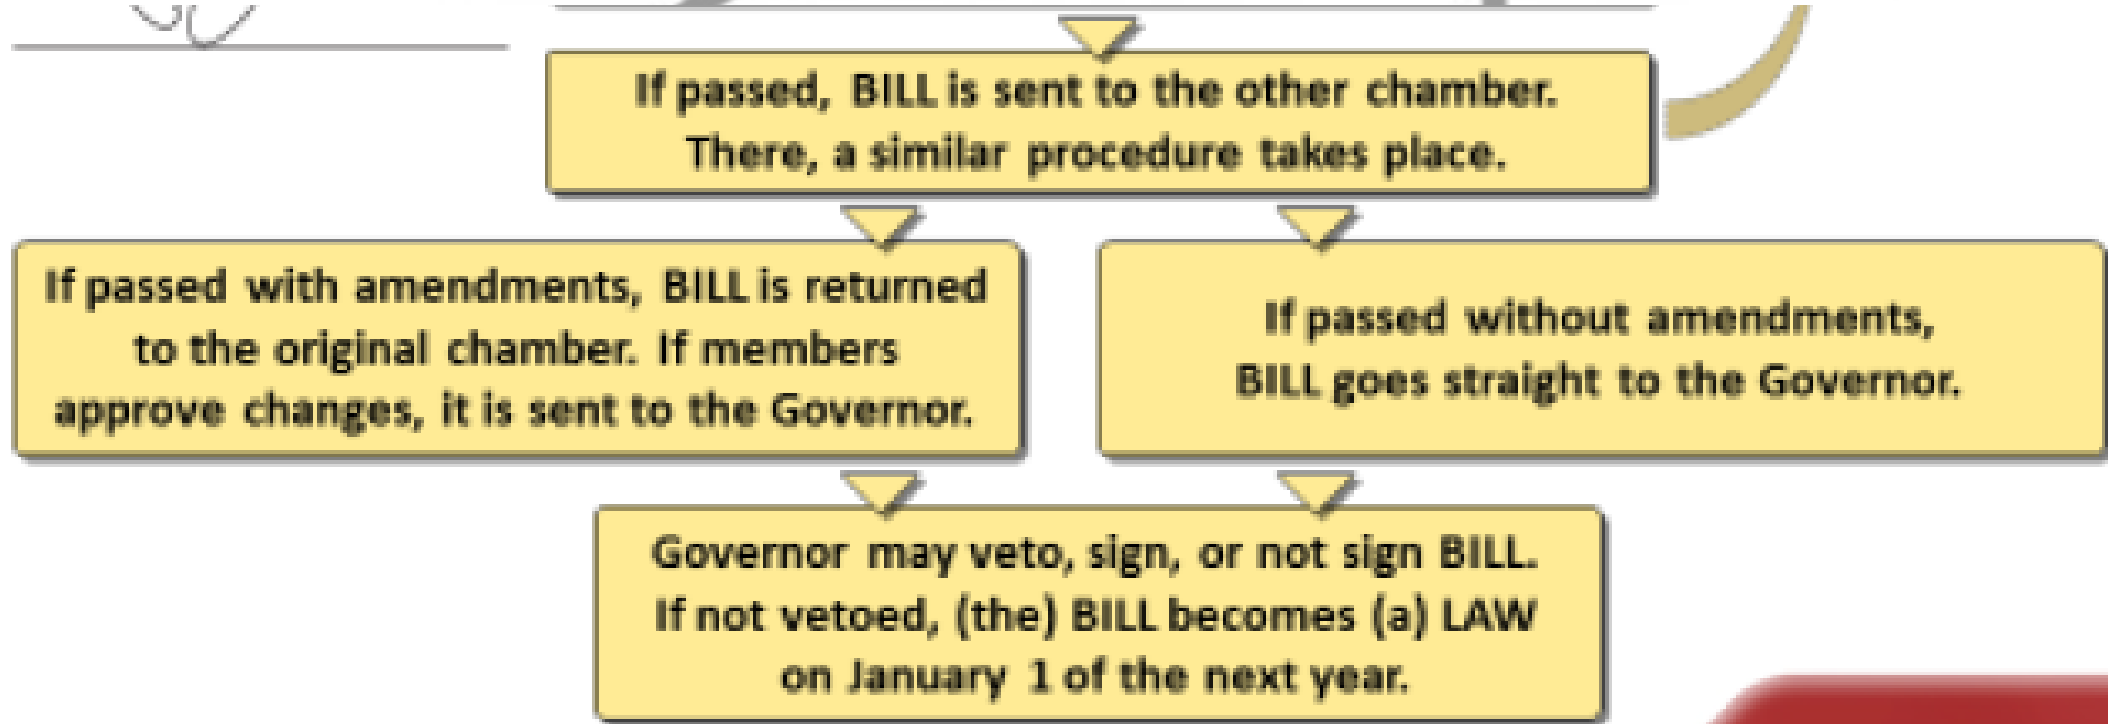 If passed, BILL is sent to the other chamber.
There, a similar procedure takes place.
If passed with amendments, BILL is returned
to the original chamber. If members
approve changes, it is sent to the Governor.
If passed without amendments,
BILL goes straight to the Governor.
Governor may veto, sign, or not sign BILL.
If not vetoed, (the) BILL becomes (a) LAW
on January 1 of the next year.